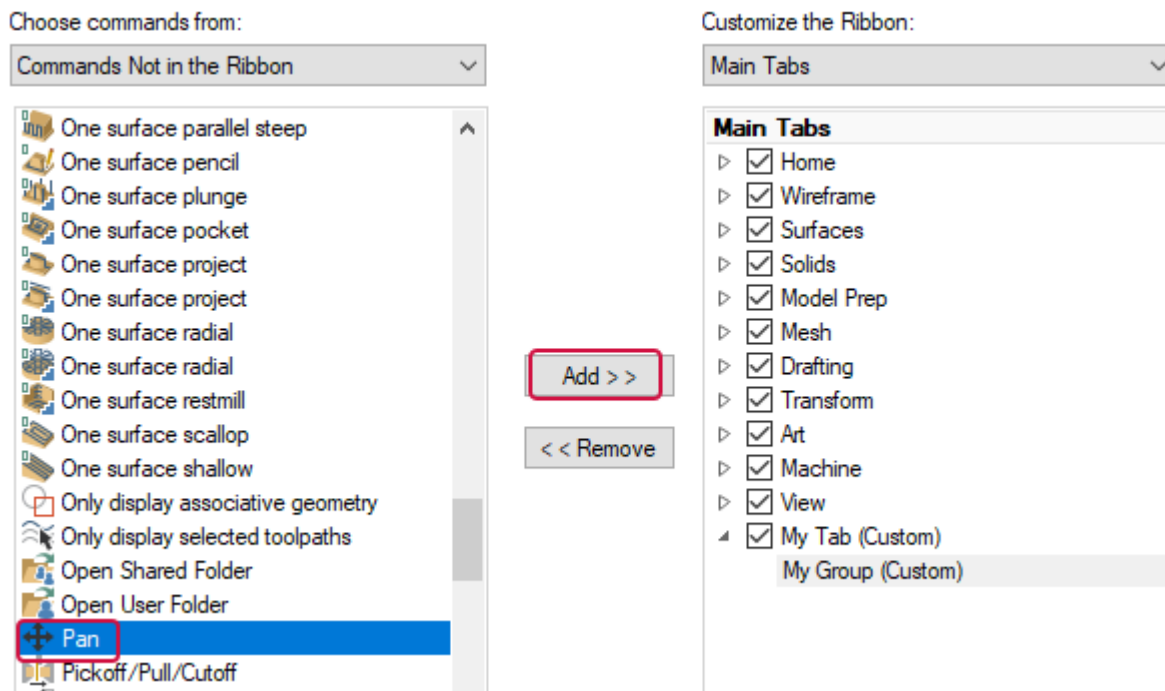 Choose commands from:
Commands Not in the Ribbon
One surface parallel steep
One surface pencil
One surface plunge
One surface pocket
One surface project
One surface project
One surface radial
One surface radial
One surface restmill
One surface scallop
One surface shallow
Only display associative geometry
Only display selected toolpaths
Open Shared Folder
Open User Folder
Pan
Pickoff/Pull/Cutoff
Add > >
< < Remove
Customize the Ribbon:
Main Tabs
Main Tabs
Home
Wireframe
Surfaces
Solids
Model Prep
Mesh
Drafting
Transform
Art
Machine
View
My Tab (Custom)
My Group (Custom)